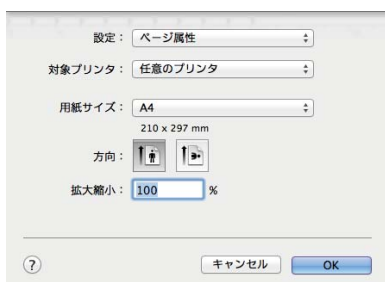 設定： ページ属性
対象プリンタ： 任意のプリンタ
用紙サイズ： A4
210 x 297 mm
方向：
拡大縮小： 100 %
? キャンセル OK